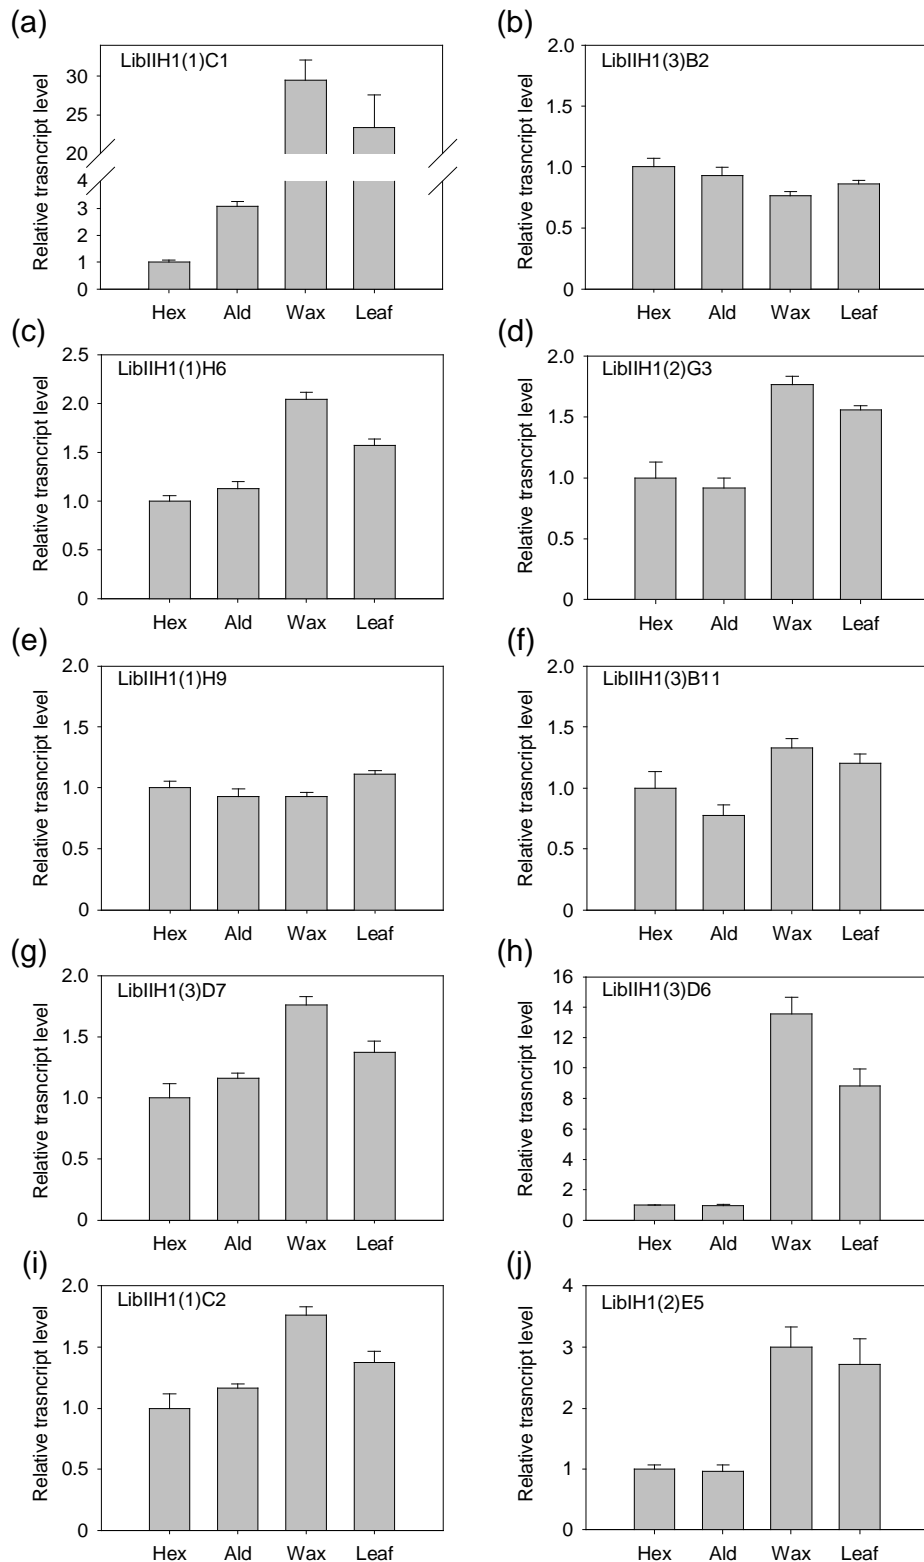 (a)
LibIIH1(1)C1
Relative trasncript level
30
25
20
4
3
2
1
0
Hex Ald Wax Leaf
(b)
LibIIH1(3)B2
Relative trasncript level
2.0
1.5
1.0
0.5
0
Hex Ald Wax Leaf
(c)
LibIIH1(1)H6
Relative trasncript level
2.5
2.0
1.5
1.0
0.5
0
Hex Ald Wax Leaf
(d)
LibIIH1(2)G3
Relative trasncript level
2.0
1.5
1.0
0.5
0
Hex Ald Wax Leaf
(e)
LibIIH1(1)H9
Relative trasncript level
2.0
1.5
1.0
0.5
0
Hex Ald Wax Leaf
(f)
LibIIH1(3)B11
Relative trasncript level
2.0
1.5
1.0
0.5
0
Hex Ald Wax Leaf
(g)
LibIIH1(3)D7
Relative trasncript level
2.0
1.5
1.0
0.5
0
Hex Ald Wax Leaf
(h)
LibIIH1(3)D6
Relative trasncript level
16
14
12
10
8
6
4
2
0
Hex Ald Wax Leaf
(i)
LibIIH1(1)C2
Relative trasncript level
2.0
1.5
1.0
0.5
0
Hex Ald Wax Leaf
(j)
LibIH1(2)E5
Relative trasncript level
4
3
2
1
0
Hex Ald Wax Leaf